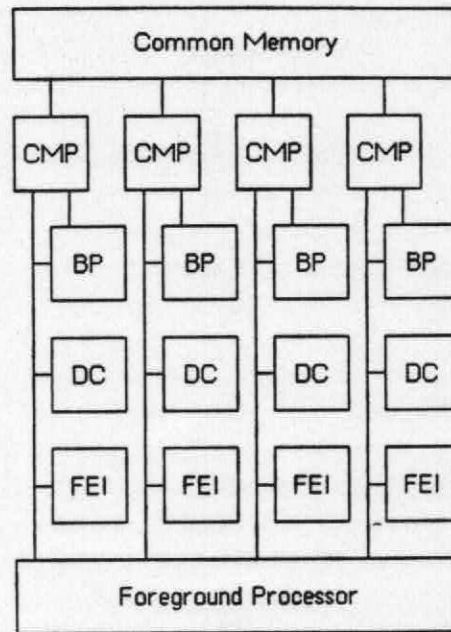 Common Memory
CMP CMP CMP CMP
BP BP BP BP
DC DC DC DC
FEI FEI FEI FEI
Foreground Processor